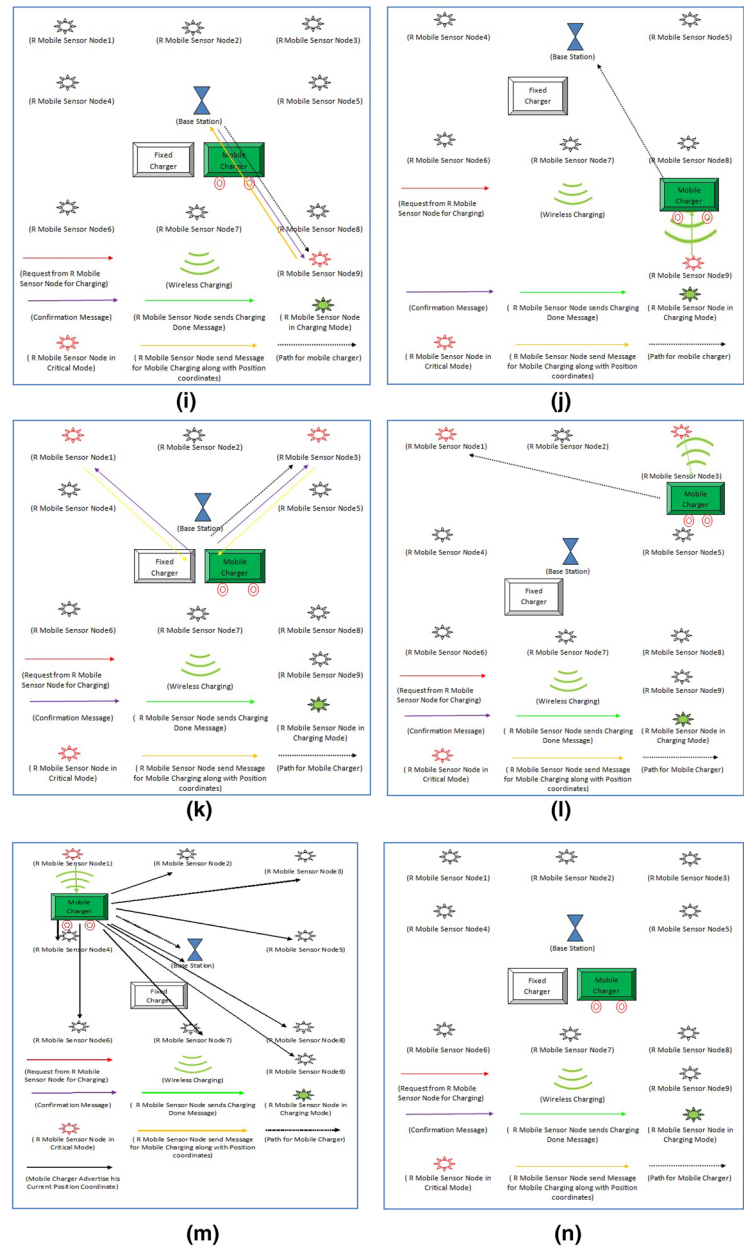 (R Mobile Sensor Node1)
(R Mobile Sensor Node2)
(R Mobile Sensor Node3)
(R Mobile Sensor Node4)
(R Mobile Sensor Node5)
(Base Station)
Fixed
Charger
Mobile
Charger
(R Mobile Sensor Node6)
(R Mobile Sensor Node7)
(R Mobile Sensor Node8)
(Request from R Mobile
Sensor Node for Charging)
(Wireless Charging)
(R Mobile Sensor Node9)
(Confirmation Message)
(R Mobile Sensor Node sends Charging
Done Message)
( R Mobile Sensor Node
in Charging Mode)
( R Mobile Sensor Node in
Critical Mode)
( R Mobile Sensor Node send Message
for Mobile Charging along with Position
coordinates)
(Path for mobile charger)
(i)
(R Mobile Sensor Node4)
(R Mobile Sensor Node5)
(Base Station)
Fixed
Charger
(R Mobile Sensor Node6)
(R Mobile Sensor Node7)
(R Mobile Sensor Node8)
Mobile
Charger
(Request from R Mobile
Sensor Node for Charging)
(Wireless Charging)
(R Mobile Sensor Node9)
(Confirmation Message)
( R Mobile Sensor Node sends Charging
Done Message)
( R Mobile Sensor Node in
Charging Mode)
( R Mobile Sensor Node in
Critical Mode)
( R Mobile Sensor Node send Message
for Mobile Charging along with Position
coordinates)
(Path for mobile charger)
(j)
(R Mobile Sensor Node1)
(R Mobile Sensor Node2)
(R Mobile Sensor Node3)
(R Mobile Sensor Node4)
(R Mobile Sensor Node5)
(Base Station)
Fixed
Charger
Mobile
Charger
(R Mobile Sensor Node6)
(R Mobile Sensor Node7)
(R Mobile Sensor Node8)
(Request from R Mobile
Sensor Node for Charging)
(Wireless Charging)
(R Mobile Sensor Node9)
(Confirmation Message)
( R Mobile Sensor Node sends Charging
Done Message)
( R Mobile Sensor Node in
Charging Mode)
( R Mobile Sensor Node in
Critical Mode)
( R Mobile Sensor Node send Message
for Mobile Charging along with Position
coordinates)
(Path for Mobile Charger)
(k)
(R Mobile Sensor Node1)
(R Mobile Sensor Node2)
(R Mobile Sensor Node3)
Mobile
Charger
(R Mobile Sensor Node4)
(R Mobile Sensor Node5)
(Base Station)
Fixed
Charger
(R Mobile Sensor Node6)
(R Mobile Sensor Node7)
(R Mobile Sensor Node8)
(Request from R Mobile
Sensor Node for Charging)
(Wireless Charging)
(R Mobile Sensor Node9)
(Confirmation Message)
( R Mobile Sensor Node sends Charging
Done Message)
( R Mobile Sensor Node in
Charging Mode)
( R Mobile Sensor Node in
Critical Mode)
( R Mobile Sensor Node send Message
for Mobile Charging along with Position
coordinates)
(Path for Mobile Charger)
(l)
(R Mobile Sensor Node1)
(R Mobile Sensor Node2)
(R Mobile Sensor Node3)
Mobile
Charger
(R Mobile Sensor Node4)
(R Mobile Sensor Node5)
(Base Station)
Fixed
Charger
(R Mobile Sensor Node6)
(R Mobile Sensor Node7)
(R Mobile Sensor Node8)
(Request from R Mobile
Sensor Node for Charging)
(Wireless Charging)
(R Mobile Sensor Node9)
(Confirmation Message)
( R Mobile Sensor Node sends Charging
Done Message)
( R Mobile Sensor Node in
Charging Mode)
( R Mobile Sensor Node in
Critical Mode)
( R Mobile Sensor Node send Message
for Mobile Charging along with Position
coordinates)
(Path for Mobile Charger)
(Mobile Charger Advertise his
Current Position Coordinate)
(m)
(R Mobile Sensor Node1)
(R Mobile Sensor Node2)
(R Mobile Sensor Node3)
(R Mobile Sensor Node4)
(R Mobile Sensor Node5)
(Base Station)
Fixed
Charger
Mobile
Charger
(R Mobile Sensor Node6)
(R Mobile Sensor Node7)
(R Mobile Sensor Node8)
(Request from R Mobile
Sensor Node for Charging)
(Wireless Charging)
(R Mobile Sensor Node9)
(Confirmation Message)
( R Mobile Sensor Node sends Charging
Done Message)
( R Mobile Sensor Node in
Charging Mode)
( R Mobile Sensor Node in
Critical Mode)
( R Mobile Sensor Node send Message
for Mobile Charging along with Position
coordinates)
(Path for Mobile Charger)
(n)